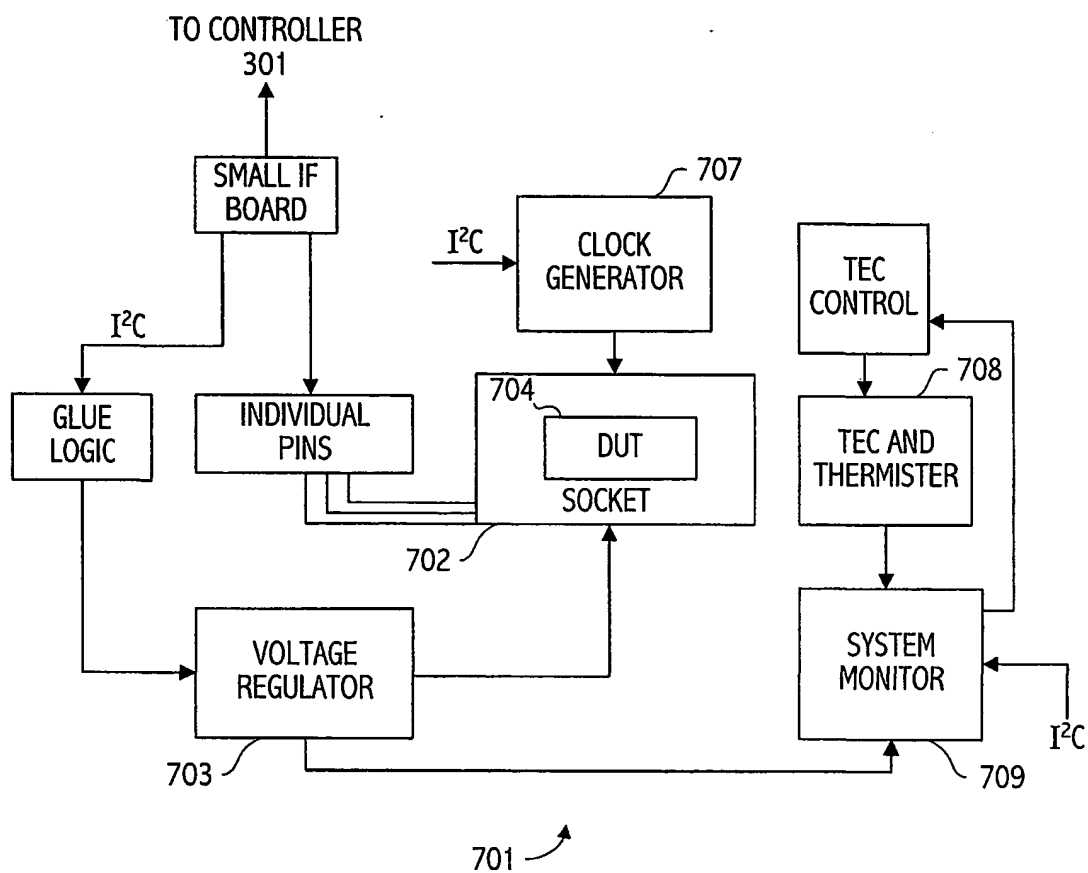 TO CONTROLLER
301
SMALL IF
BOARD
707
I²C
CLOCK
GENERATOR
TEC
CONTROL
I²C
708
704
GLUE
LOGIC
INDIVIDUAL
PINS
DUT
TEC AND
THERMISTER
SOCKET
702
VOLTAGE
REGULATOR
SYSTEM
MONITOR
I²C
703
709
701